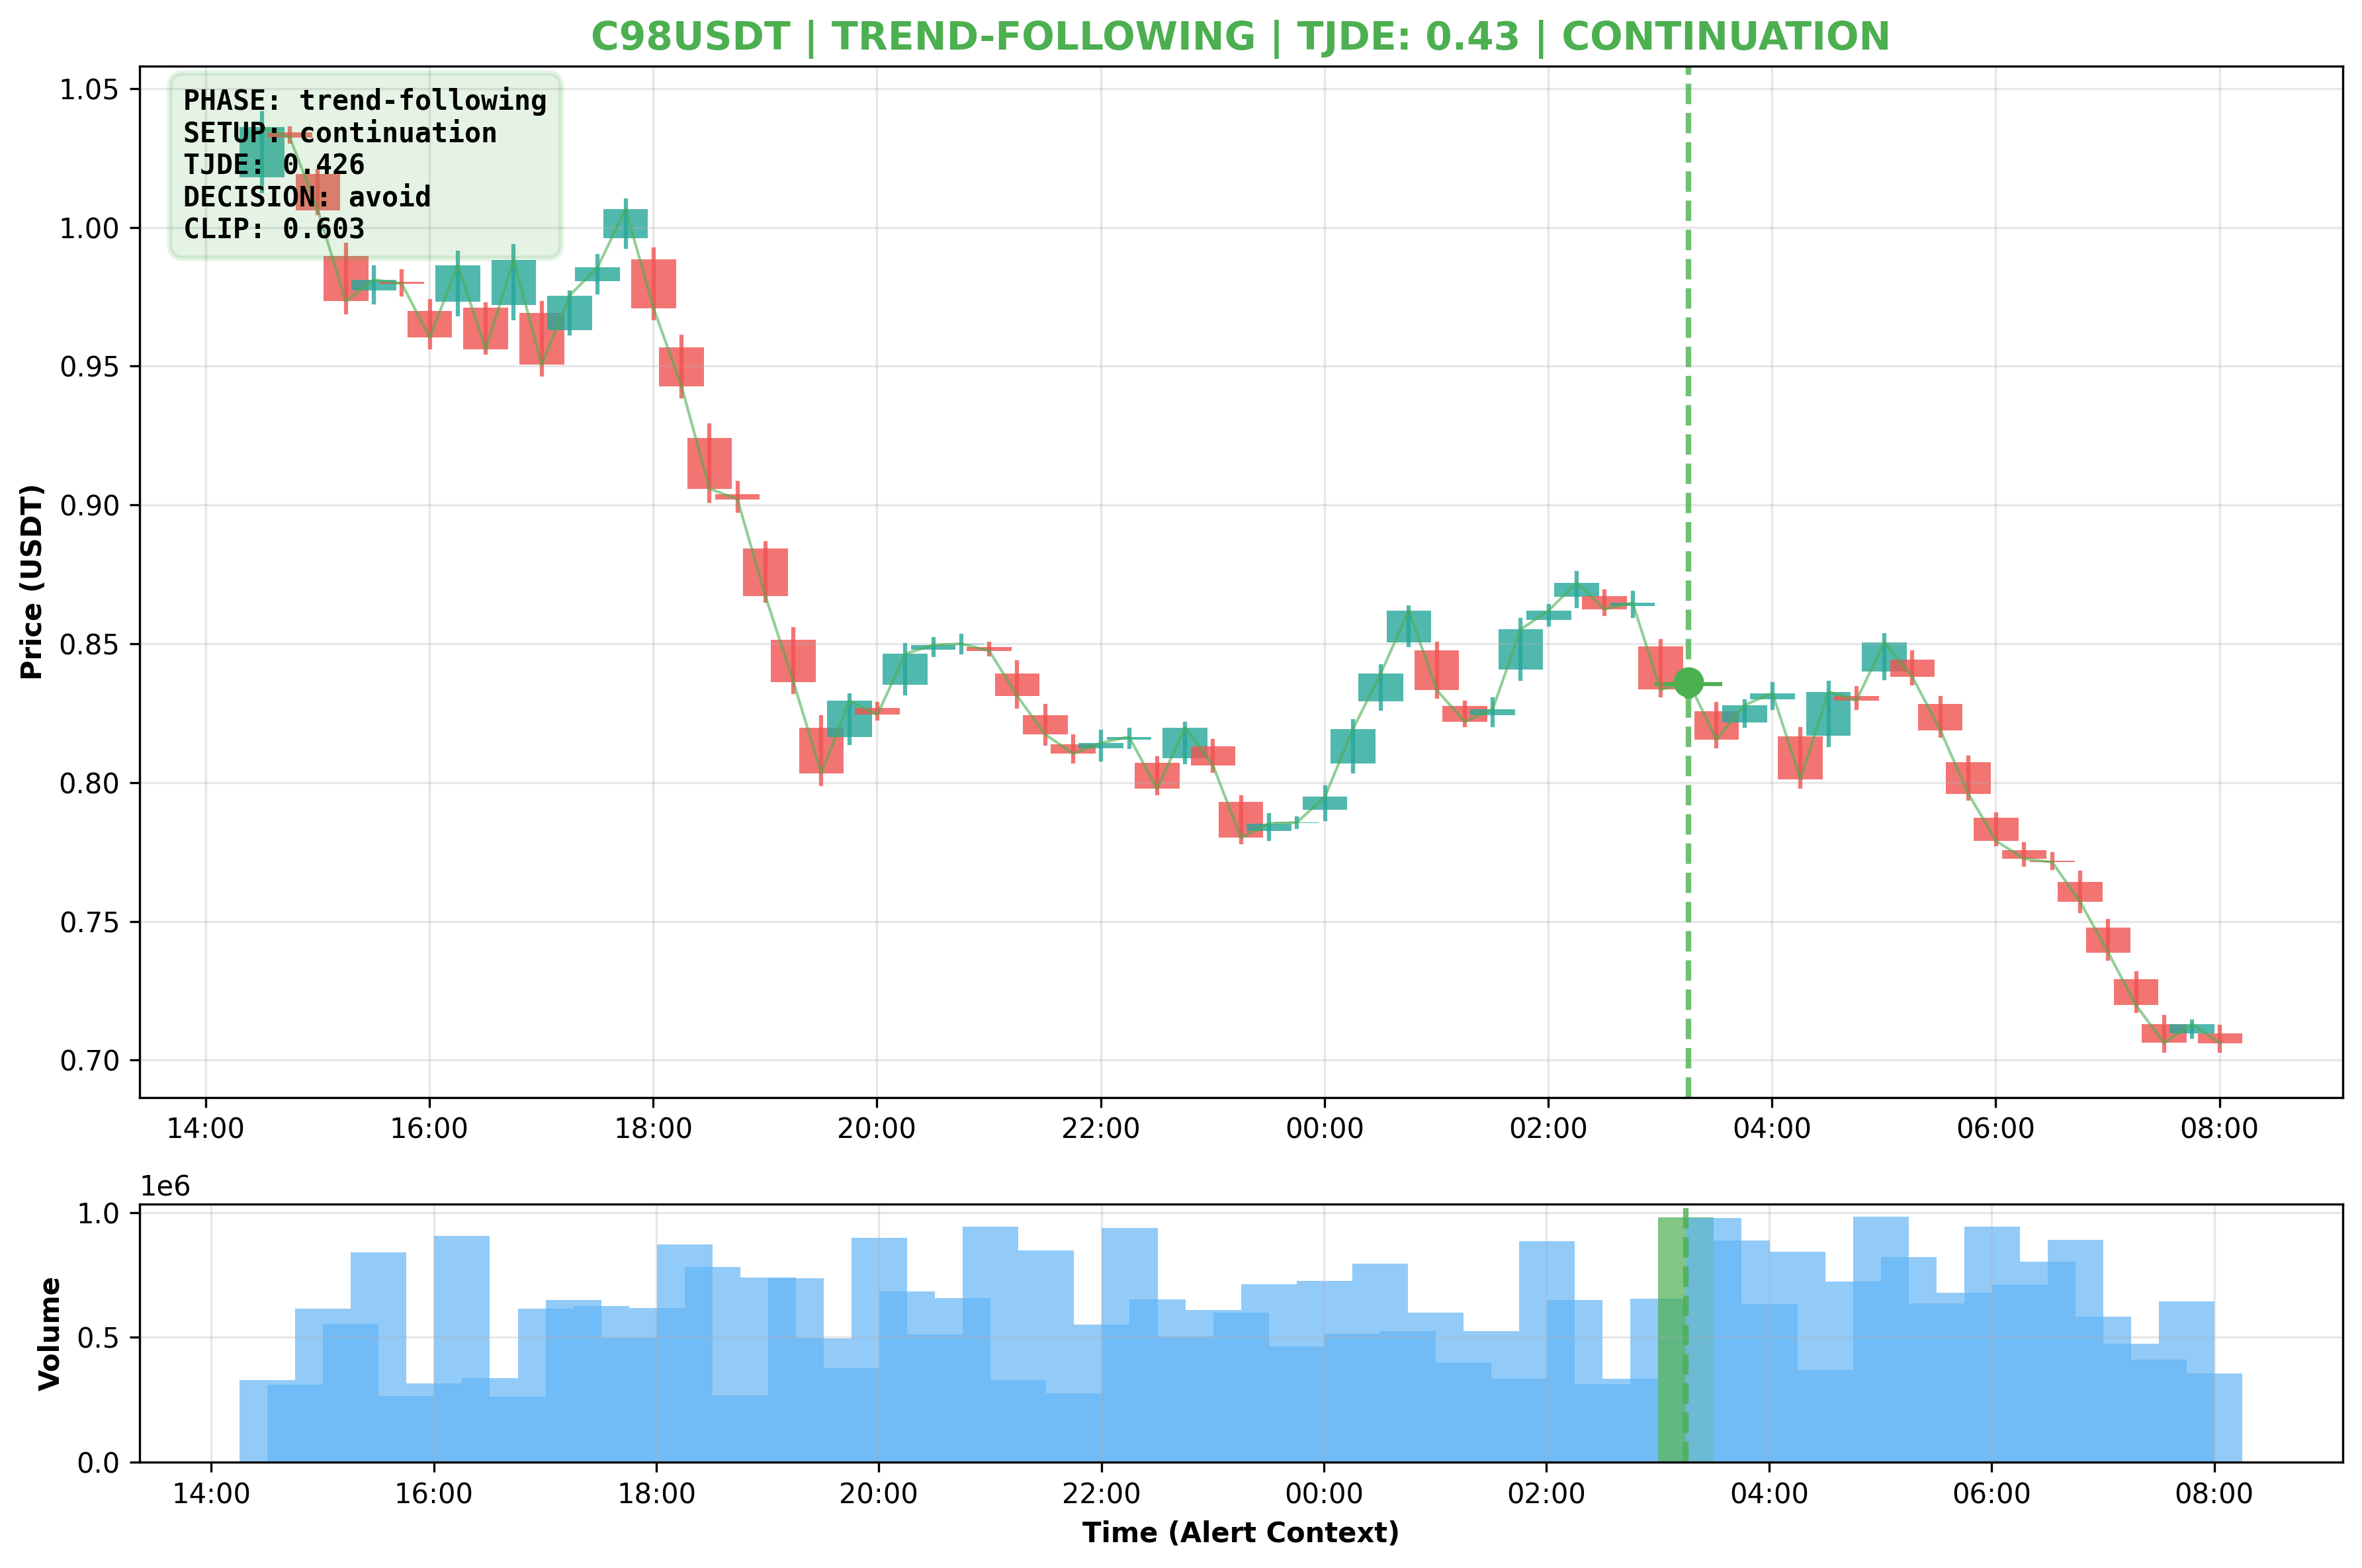 C98USDT | TREND-FOLLOWING | TJDE: 0.43 | CONTINUATION
PHASE: trend-following
SETUP: continuation
TJDE: 0.426
DECISION: avoid
CLIP: 0.603
Price (USDT)
1.05
1.00
0.95
0.90
0.85
0.80
0.75
0.70
14:00 16:00 18:00 20:00 22:00 00:00 02:00 04:00 06:00 08:00
1e6
Volume
1.0
0.5
0.0
14:00 16:00 18:00 20:00 22:00 00:00 02:00 04:00 06:00 08:00
Time (Alert Context)